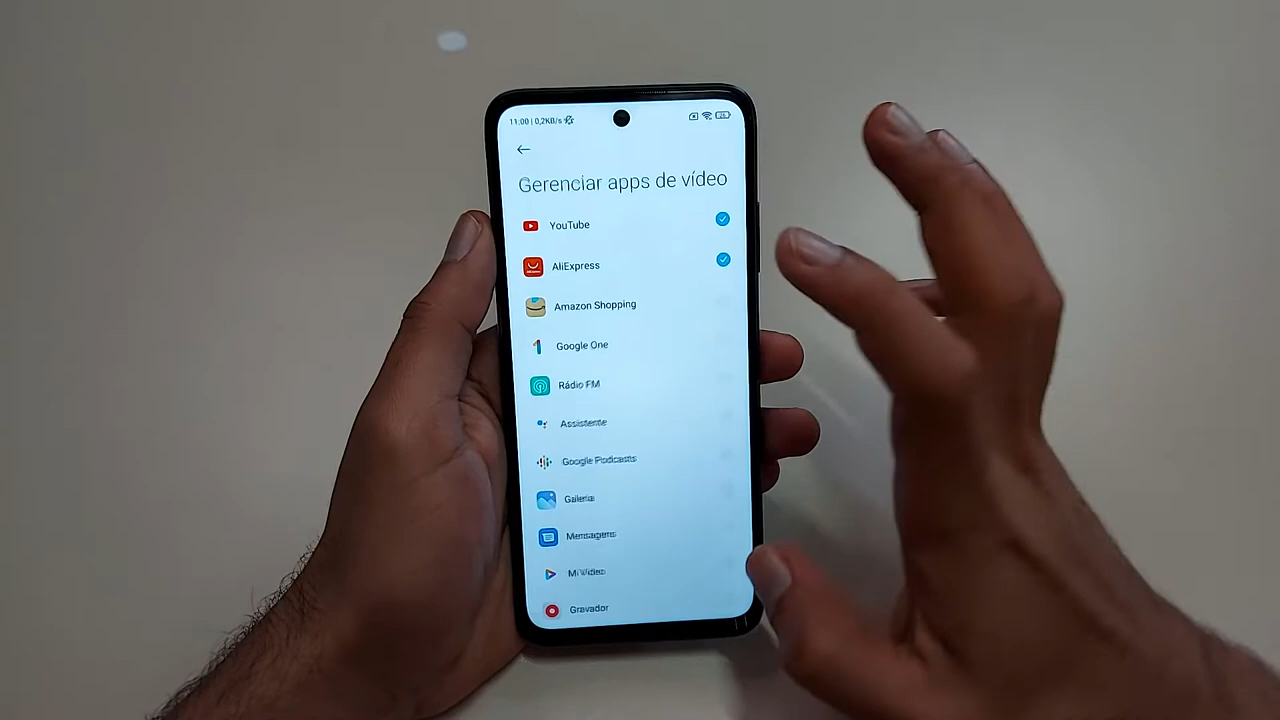 11:00 | 0,2KB/s
Gerenciar apps de vídeo
YouTube
AliExpress
Amazon Shopping
Google One
Rádio FM
Assistente
Google Podcasts
Galeria
Mensagens
Mi Vídeo
Gravador